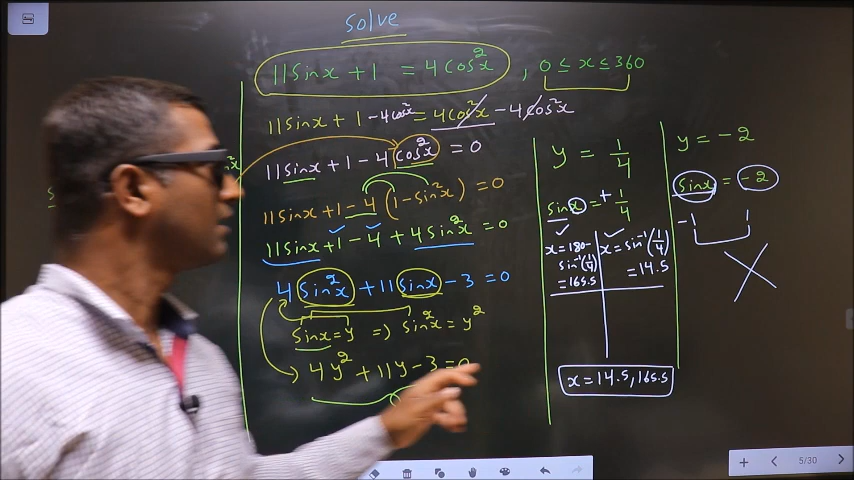 solve
11sinx + 1 = 4cos²x , 0 ≤ x ≤ 360
11sinx + 1 - 4cos²x = 4cos²x - 4cos²x
11sinx + 1 - 4cos²x = 0
11sinx + 1 - 4(1 - sin²x) = 0
11sinx + 1 - 4 + 4sin²x = 0
4sin²x + 11sinx - 3 = 0
sinx = y => sin²x = y²
4y² + 11y - 3 = 0
y = 1/4
sinx = + 1/4
x = 180 - sin⁻¹(1/4)
= 165.5
x = sin⁻¹(1/4)
= 14.5
x = 14.5, 165.5
y = -2
sinx = -2
-1 1
5/30